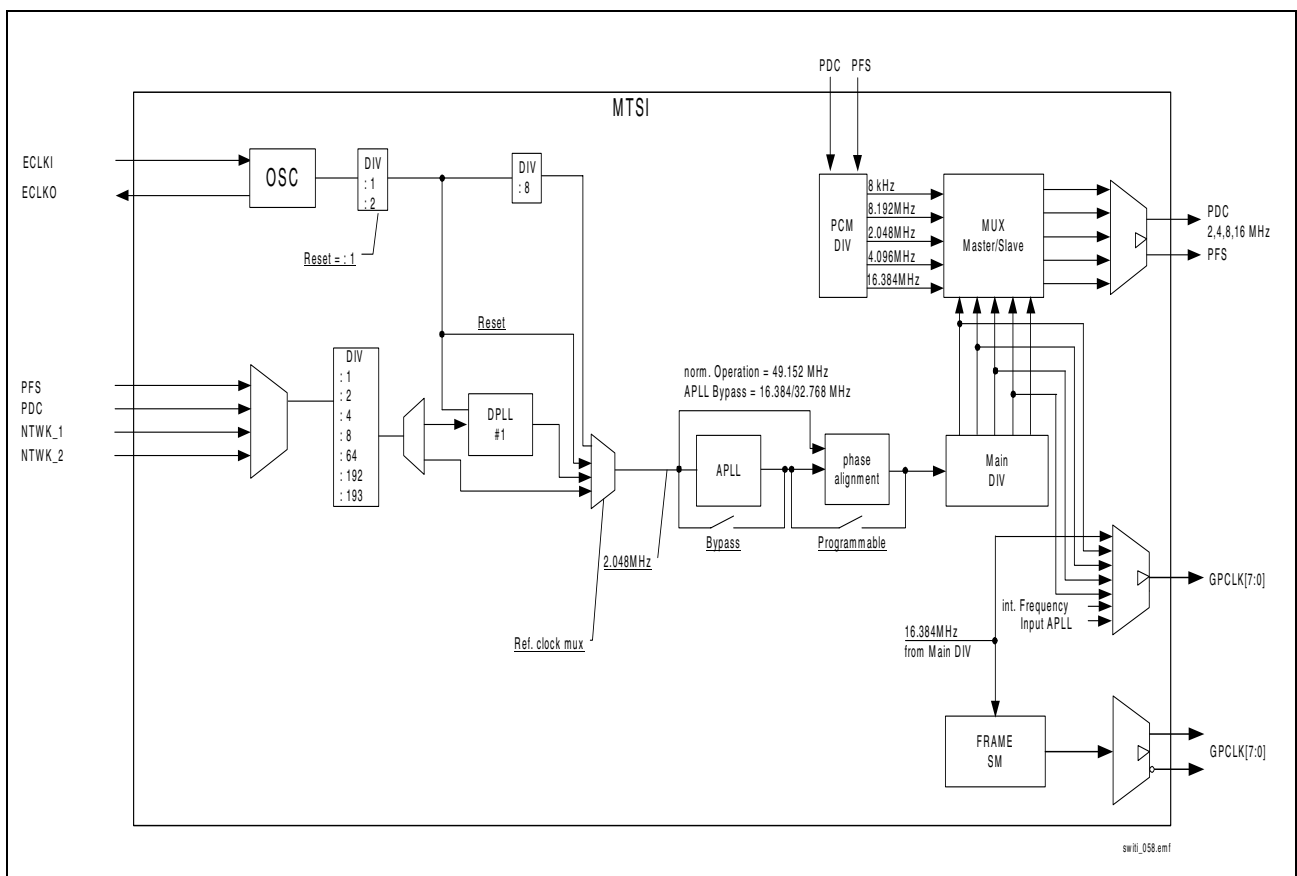 PDC PFS
MTSI
ECLKI
ECLKO
OSC
DIV
: 1
: 2
DIV
: 8
Reset = : 1
PCM
DIV
8 kHz
8.192MHz
2.048MHz
4.096MHz
16.384MHz
MUX
Master/Slave
PDC
2,4,8,16 MHz
PFS
Reset
PFS
PDC
NTWK_1
NTWK_2
DIV
: 1
: 2
: 4
: 8
: 64
: 192
: 193
DPLL
#1
norm. Operation = 49.152 MHz
APLL Bypass = 16.384/32.768 MHz
APLL
phase
alignment
Main
DIV
Bypass
Programmable
2.048MHz
Ref. clock mux
int. Frequency
Input APLL
GPCLK[7:0]
16.384MHz
from Main DIV
FRAME
SM
GPCLK[7:0]
switi_058.emf